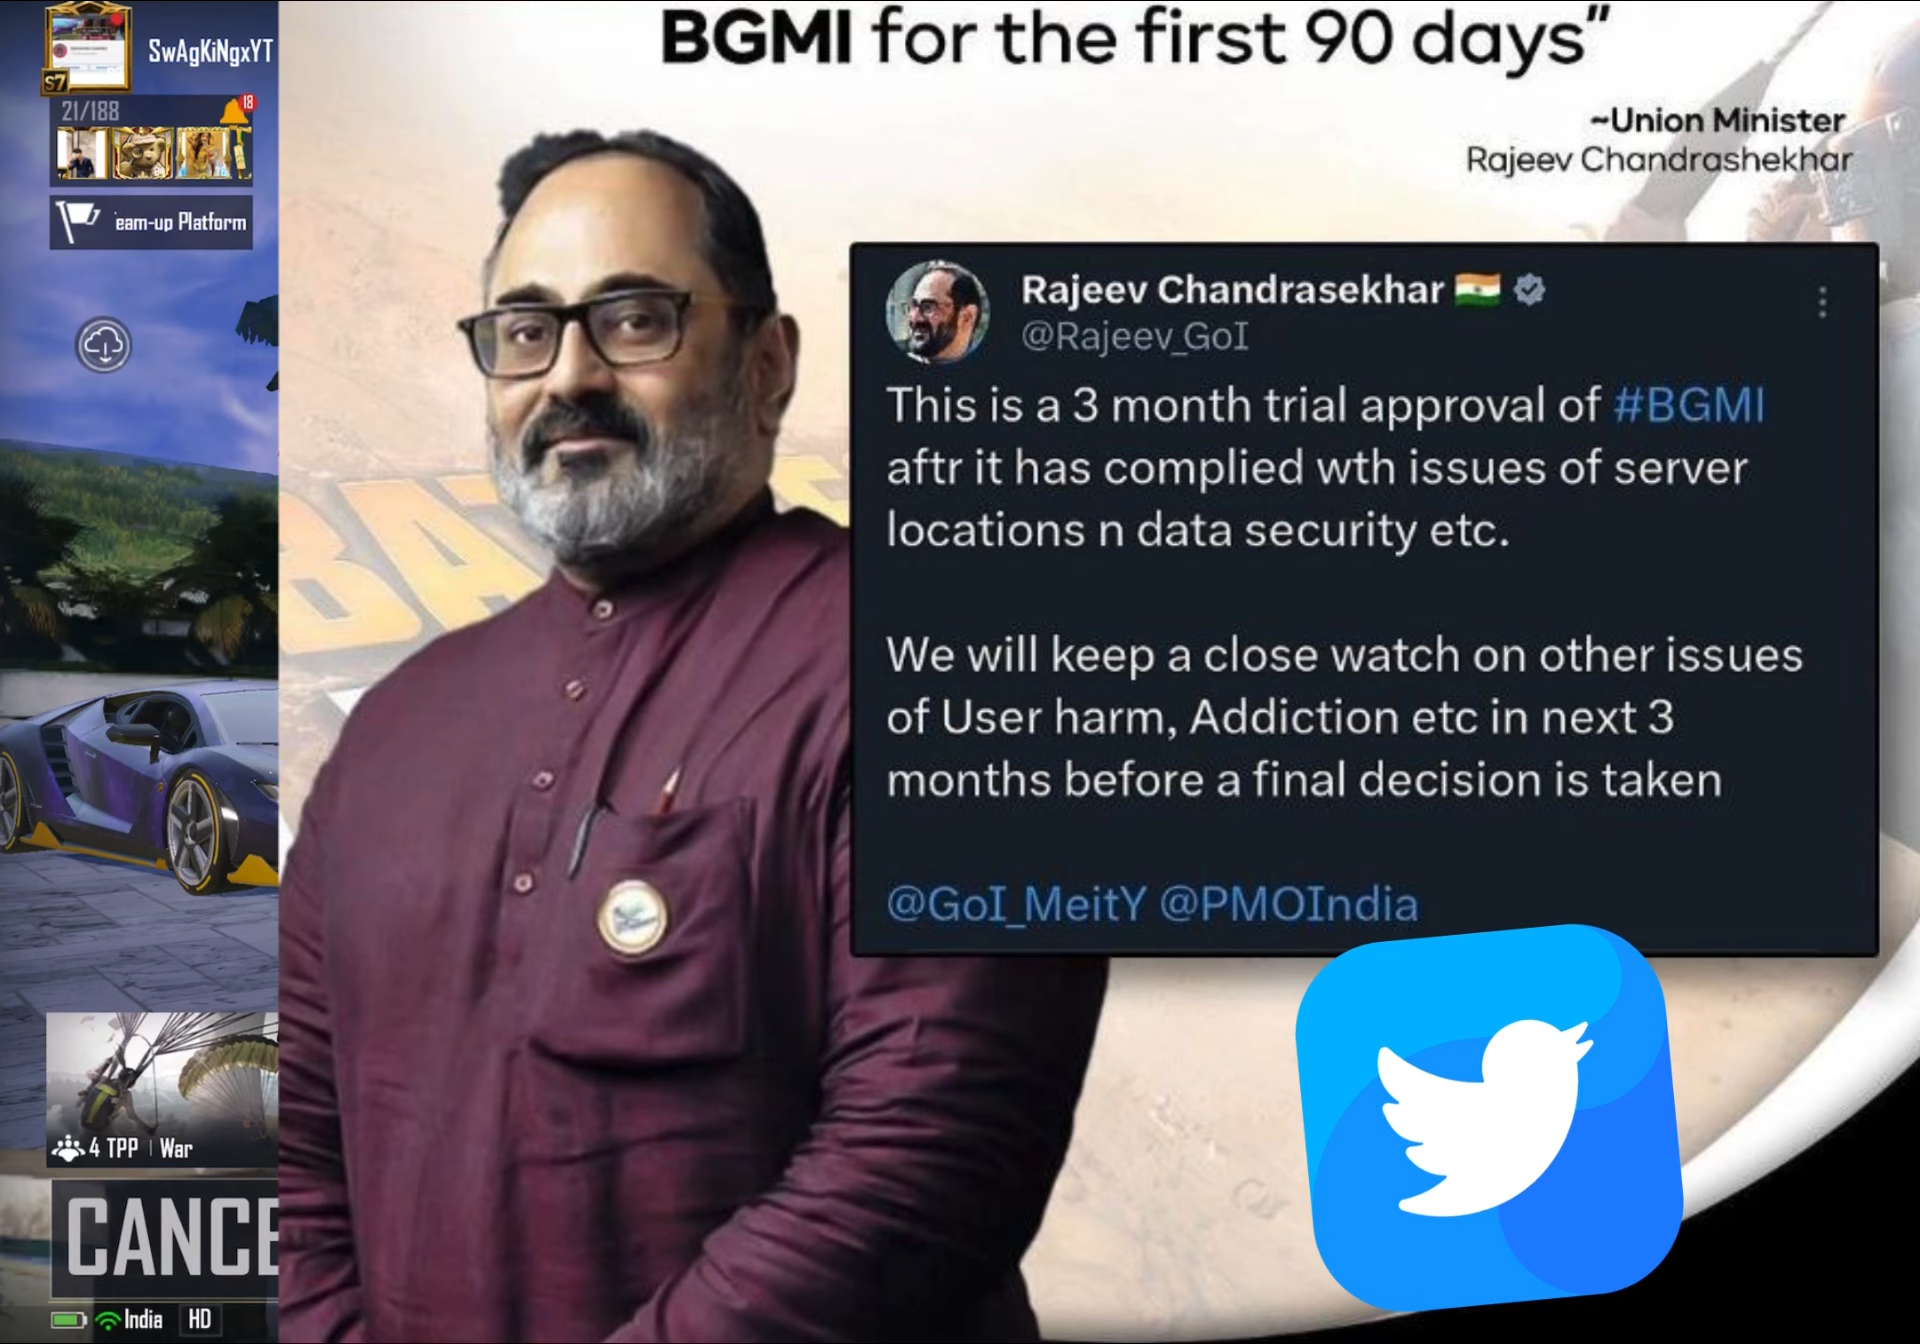 SwAgKiNgxYT
S7
21/188
18
eam-up Platform
4 TPP | War
CANCE
India HD
BGMI for the first 90 days"
~Union Minister
Rajeev Chandrashekhar
Rajeev Chandrasekhar
@Rajeev_GoI
This is a 3 month trial approval of #BGMI
aftr it has complied wth issues of server
locations n data security etc.
We will keep a close watch on other issues
of User harm, Addiction etc in next 3
months before a final decision is taken
@GoI_MeitY @PMOIndia